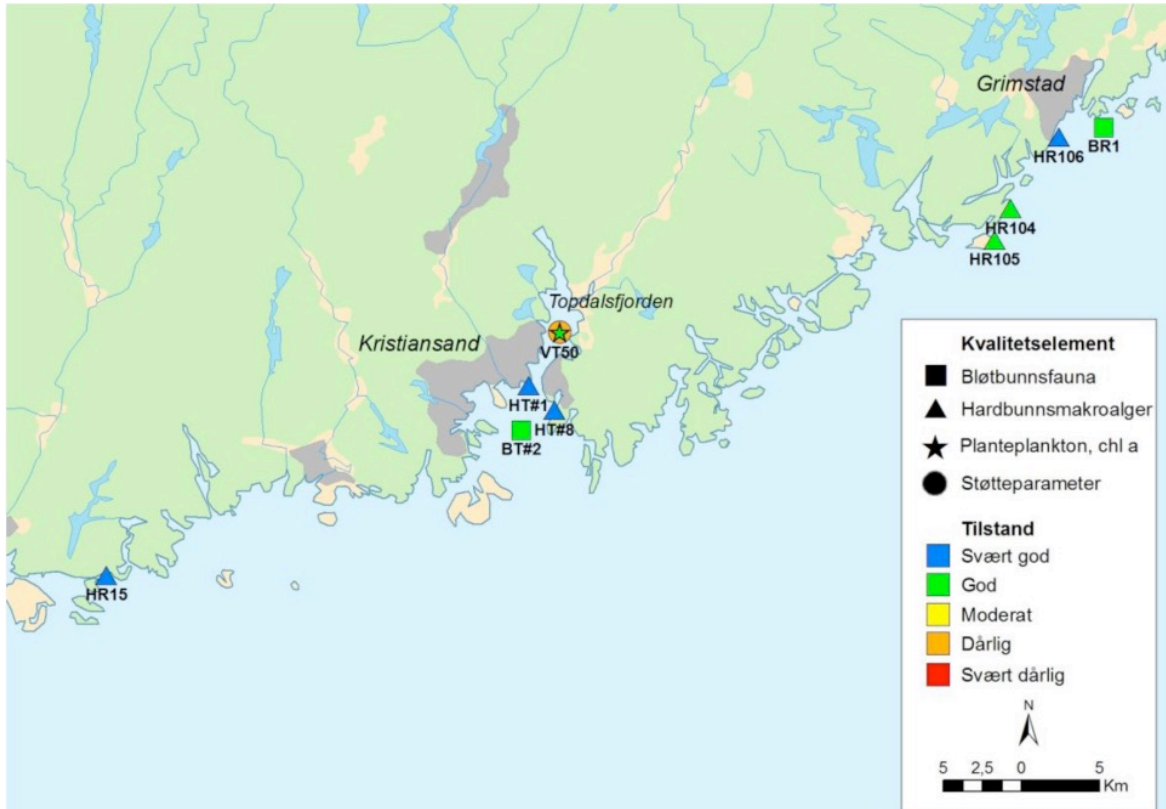 Grimstad
HR106
BR1
HR104
HR105
Topdalsfjorden
Kristiansand
VT50
HT#1
HT#8
BT#2
HR15
Kvalitetselement
Bløtbunnsfauna
Hardbunnsmakroalger
Planteplankton, chl a
Støtteparameter
Tilstand
Svært god
God
Moderat
Dårlig
Svært dårlig
N
5 2,5 0 5
Km